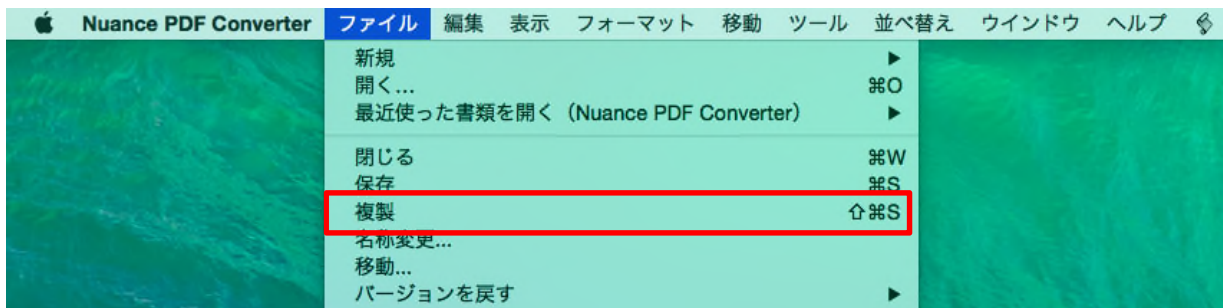 Nuance PDF Converter ファイル 編集 表示 フォーマット 移動 ツール 並べ替え ウインドウ ヘルプ
新規 ▶
開く... ⌘O
最近使った書類を開く（Nuance PDF Converter） ▶
閉じる ⌘W
保存 ⌘S
複製 ⇧⌘S
名称変更...
移動...
バージョンを戻す ▶